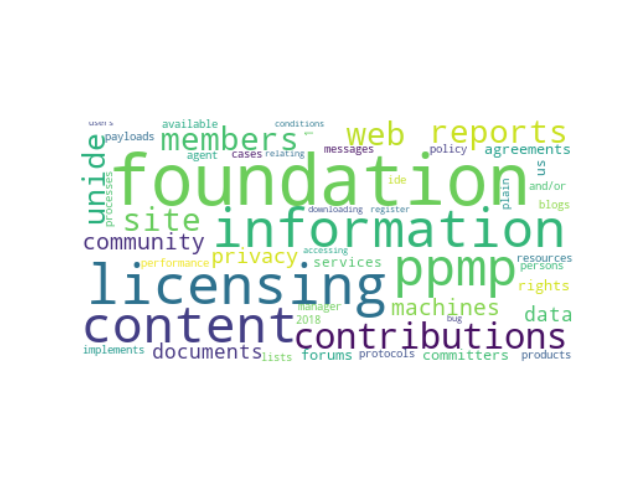 users
available
conditions
payloads
members
←
web
reports
unide
agent
cases
relating
messages
policy
agreements
foundation
ide
us
plain
and/or
processes
site
information
downloading
register
blogs
community
privacy
accessing
services
performance
ppmp
resources
persons
licensing
rights
content
manager
2018
machines
bug
data
contributions
implements
documents
lists
forums
protocols
committers
products